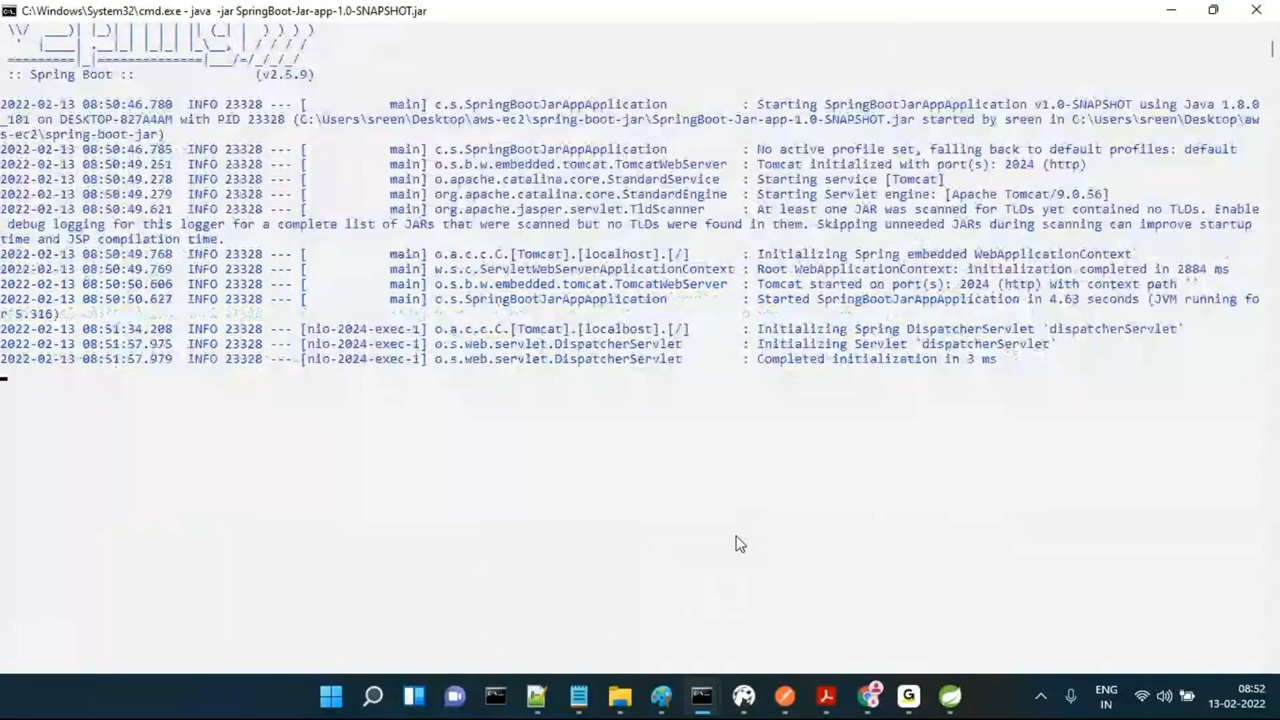 C:\Windows\System32\cmd.exe - java  -jar SpringBoot-Jar-app-1.0-SNAPSHOT.jar
:: Spring Boot ::                (v2.5.9)
2022-02-13 08:50:46.780  INFO 23328 --- [           main] c.s.SpringBootJarAppApplication          : Starting SpringBootJarAppApplication v1.0-SNAPSHOT using Java 1.8.0
_181 on DESKTOP-827A4AM with PID 23328 (C:\Users\sreen\Desktop\aws-ec2\spring-boot-jar\SpringBoot-Jar-app-1.0-SNAPSHOT.jar started by sreen in C:\Users\sreen\Desktop\aw
s-ec2\spring-boot-jar)
2022-02-13 08:50:46.785  INFO 23328 --- [           main] c.s.SpringBootJarAppApplication          : No active profile set, falling back to default profiles: default
2022-02-13 08:50:49.251  INFO 23328 --- [           main] o.s.b.w.embedded.tomcat.TomcatWebServer  : Tomcat initialized with port(s): 2024 (http)
2022-02-13 08:50:49.278  INFO 23328 --- [           main] o.apache.catalina.core.StandardService   : Starting service [Tomcat]
2022-02-13 08:50:49.279  INFO 23328 --- [           main] org.apache.catalina.core.StandardEngine  : Starting Servlet engine: [Apache Tomcat/9.0.56]
2022-02-13 08:50:49.621  INFO 23328 --- [           main] org.apache.jasper.servlet.TldScanner     : At least one JAR was scanned for TLDs yet contained no TLDs. Enable
 debug logging for this logger for a complete list of JARs that were scanned but no TLDs were found in them. Skipping unneeded JARs during scanning can improve startup
time and JSP compilation time.
2022-02-13 08:50:49.768  INFO 23328 --- [           main] o.a.c.c.C.[Tomcat].[localhost].[/]       : Initializing Spring embedded WebApplicationContext
2022-02-13 08:50:49.769  INFO 23328 --- [           main] w.s.c.ServletWebServerApplicationContext : Root WebApplicationContext: initialization completed in 2884 ms
2022-02-13 08:50:50.606  INFO 23328 --- [           main] o.s.b.w.embedded.tomcat.TomcatWebServer  : Tomcat started on port(s): 2024 (http) with context path ''
2022-02-13 08:50:50.627  INFO 23328 --- [           main] c.s.SpringBootJarAppApplication          : Started SpringBootJarAppApplication in 4.63 seconds (JVM running fo
r 5.316)
2022-02-13 08:51:34.208  INFO 23328 --- [nio-2024-exec-1] o.a.c.c.C.[Tomcat].[localhost].[/]       : Initializing Spring DispatcherServlet 'dispatcherServlet'
2022-02-13 08:51:57.975  INFO 23328 --- [nio-2024-exec-1] o.s.web.servlet.DispatcherServlet        : Initializing Servlet 'dispatcherServlet'
2022-02-13 08:51:57.979  INFO 23328 --- [nio-2024-exec-1] o.s.web.servlet.DispatcherServlet        : Completed initialization in 3 ms
ENG
IN
08:52
13-02-2022